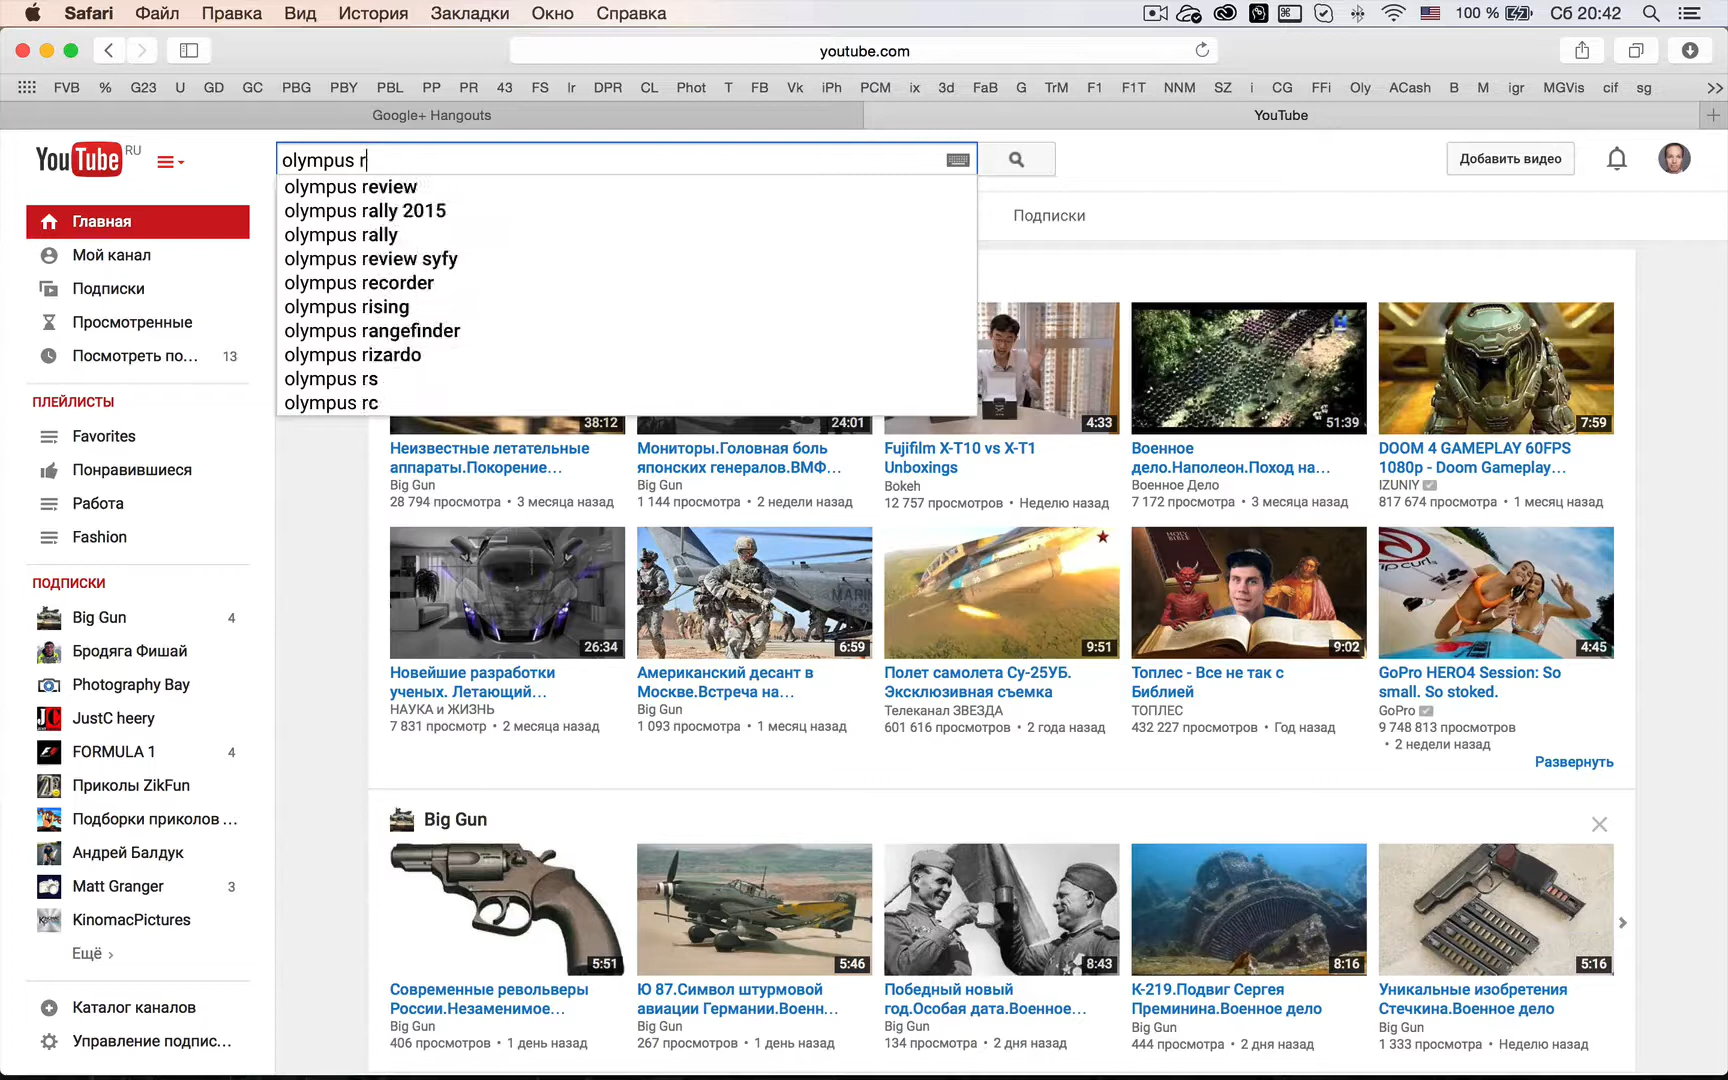 Safari Файл Правка Вид История Закладки Окно Справка 100 % Сб 20:42
youtube.com
FVB % G23 U GD GC PBG PBY PBL PP PR 43 FS Ir DPR CL Phot T FB Vk iPh PCM ix 3d FaB G TrM F1 F1T NNM SZ i CG FFi Oly ACash B M igr MGVis cif sg
Google+ Hangouts YouTube
YouTube RU
olympus r
Добавить видео
olympus review
olympus rally 2015
olympus rally
olympus review syfy
olympus recorder
olympus rising
olympus rangefinder
olympus rizardo
olympus rs
olympus rc
Подписки
Главная
Мой канал
Подписки
Просмотренные
Посмотреть по... 13
ПЛЕЙЛИСТЫ
Favorites
Понравившиеся
Работа
Fashion
ПОДПИСКИ
Big Gun 4
Бродяга Фишай
Photography Bay
JustC heery
FORMULA 1 4
Приколы ZikFun
Подборки приколов ...
Андрей Балдук
Matt Granger 3
KinomacPictures
Ещё ›
Каталог каналов
Управление подпис...
38:12
Неизвестные летательные
аппараты.Покорение...
Big Gun
28 794 просмотра • 3 месяца назад
24:01
Мониторы.Головная боль
японских генералов.ВМФ...
Big Gun
1 144 просмотра • 2 недели назад
4:33
Fujifilm X-T10 vs X-T1
Unboxings
Bokeh
12 757 просмотров • Неделю назад
51:39
Военное
дело.Наполеон.Поход на...
Военное Дело
7 172 просмотра • 3 месяца назад
7:59
DOOM 4 GAMEPLAY 60FPS
1080p - Doom Gameplay...
IZUNIY
817 674 просмотра • 1 месяц назад
26:34
Новейшие разработки
ученых. Летающий...
НАУКА и ЖИЗНЬ
7 831 просмотр • 2 месяца назад
MARIN
6:59
Американский десант в
Москве.Встреча на...
Big Gun
1 093 просмотра • 1 месяц назад
9:51
Полет самолета Су-25УБ.
Эксклюзивная съемка
Телеканал ЗВЕЗДА
601 616 просмотров • 2 года назад
HOLY
BIBLE
9:02
Топлес - Все не так с
Библией
ТОПЛЕС
432 227 просмотров • Год назад
ip curl
4:45
GoPro HERO4 Session: So
small. So stoked.
GoPro
9 748 813 просмотров
• 2 недели назад
Развернуть
Big Gun
5:51
Современные револьверы
России.Незаменимое...
Big Gun
406 просмотров • 1 день назад
5:46
Ю 87.Символ штурмовой
авиации Германии.Военн...
Big Gun
267 просмотров • 1 день назад
8:43
Победный новый
год.Особая дата.Военное...
Big Gun
134 просмотра • 2 дня назад
8:16
К-219.Подвиг Сергея
Преминина.Военное дело
Big Gun
444 просмотра • 2 дня назад
5:16
Уникальные изобретения
Стечкина.Военное дело
Big Gun
1 333 просмотра • Неделю назад